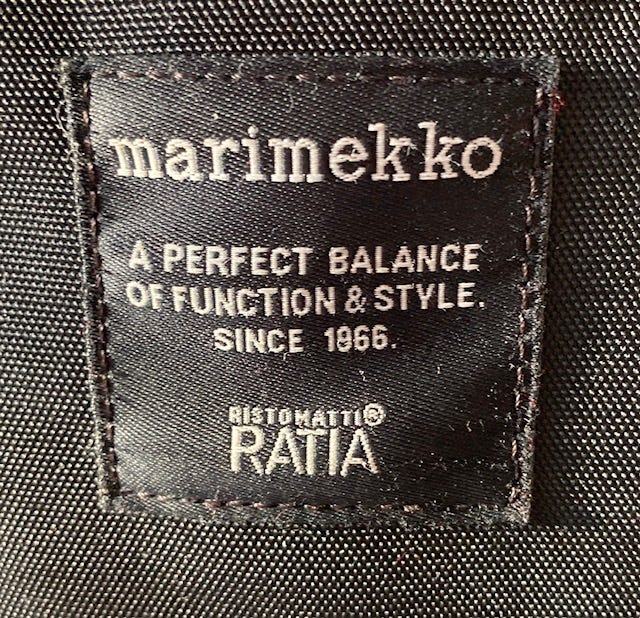 marimekko
A PERFECT BALANCE
OF FUNCTION & STYLE.
SINCE 1966.
RISTOMATTI®
RATIA